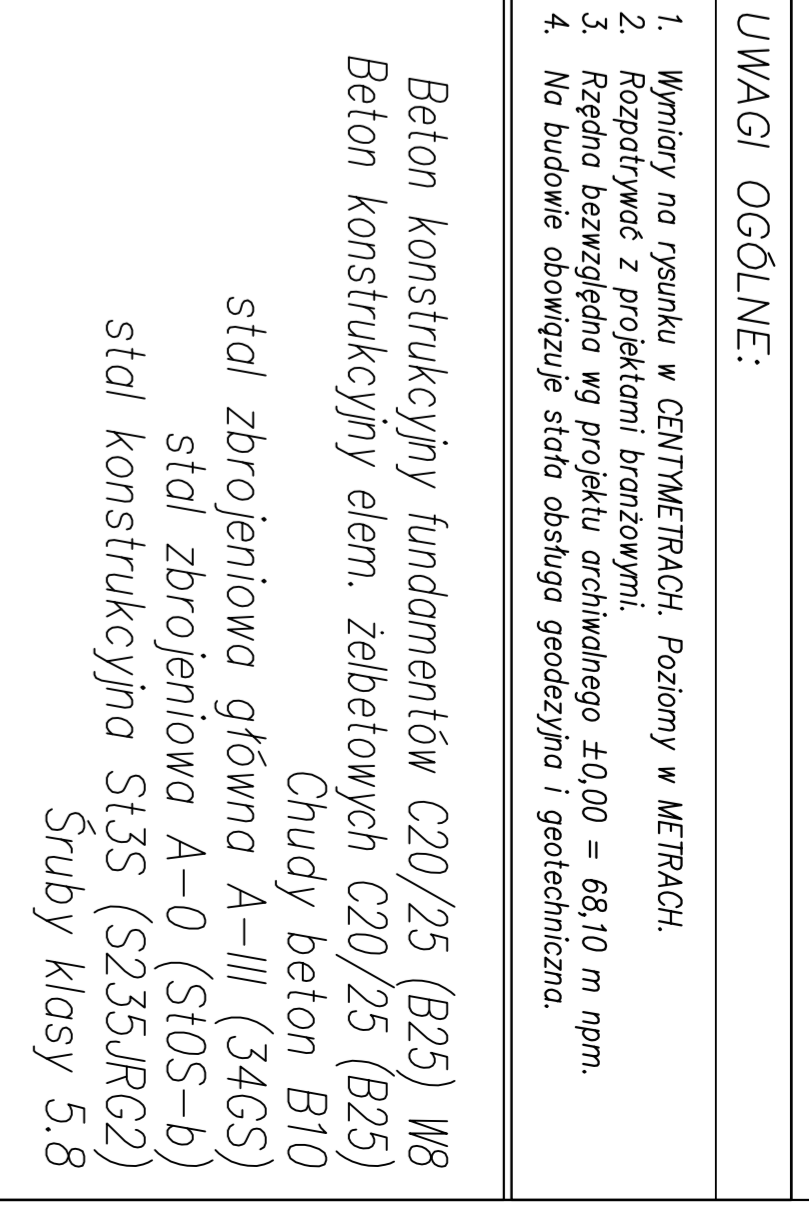 UWAGI OGÓLNE:
1. Wymiary na rysunku w CENTYMETRACH. Poziomy w METRACH.
2. Rozpatrywać z projektami branżowymi.
3. Rzędna bezwzględna wg projektu archiwalnego ±0,00 = 68,10 m npm.
4. Na budowie obowiązuje stała obsługa geodezyjna i geotechniczna.
Beton konstrukcyjny fundamentów C20/25 (B25) W8
Beton konstrukcyjny elem. żelbetowych C20/25 (B25)
Chudy beton B10
stal zbrojeniowa główna A-III (34GS)
stal zbrojeniowa A-0 (St0S-b)
stal konstrukcyjna St3S (S235JRG2)
Śruby klasy 5.8